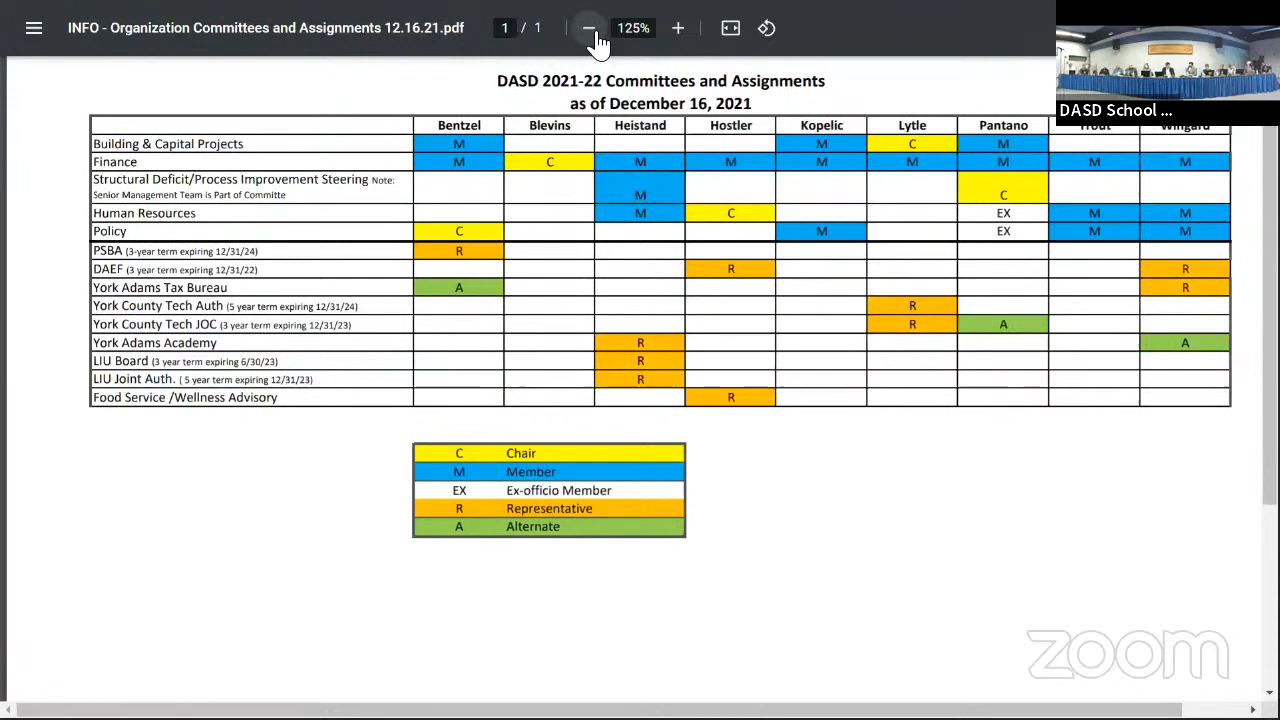 INFO - Organization Committees and Assignments 12.16.21.pdf 1 / 1 125%
DASD School ...
DASD 2021-22 Committees and Assignments
as of December 16, 2021
Bentzel Blevins Heistand Hostler Kopelic Lytle Pantano Trout Wingard
Building & Capital Projects M M C M
Finance M C M M M M M M M
Structural Deficit/Process Improvement Steering Note:
Senior Management Team is Part of Committe M C
Human Resources M C EX M M
Policy C M EX M M
PSBA (3-year term expiring 12/31/24) R
DAEF (3 year term expiring 12/31/22) R R
York Adams Tax Bureau A R
York County Tech Auth (5 year term expiring 12/31/24) R
York County Tech JOC (3 year term expiring 12/31/23) R A
York Adams Academy R A
LIU Board (3 year term expiring 6/30/23) R
LIU Joint Auth. ( 5 year term expiring 12/31/23) R
Food Service /Wellness Advisory R
C Chair
M Member
EX Ex-officio Member
R Representative
A Alternate
zoom